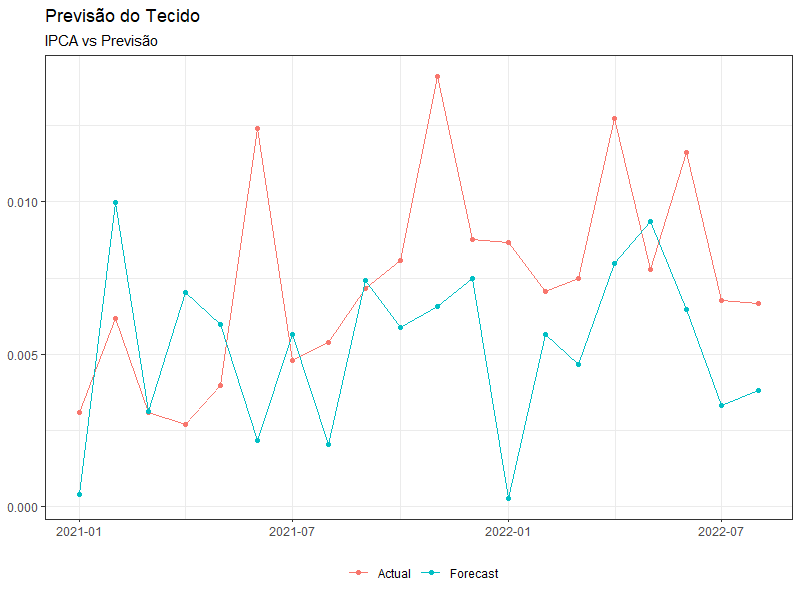 Previsão do Tecido
IPCA vs Previsão
0.010
0.005
0.000
2021-01 2021-07 2022-01 2022-07
Actual Forecast